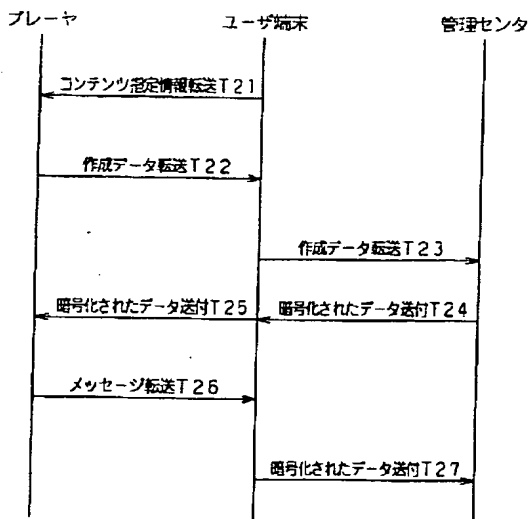 プレーヤ ユーザ端末 管理センタ
コンテンツ指定情報転送T21
作成データ転送T22
作成データ転送T23
暗号化されたデータ送付T25 暗号化されたデータ送付T24
メッセージ転送T26
暗号化されたデータ送付T27